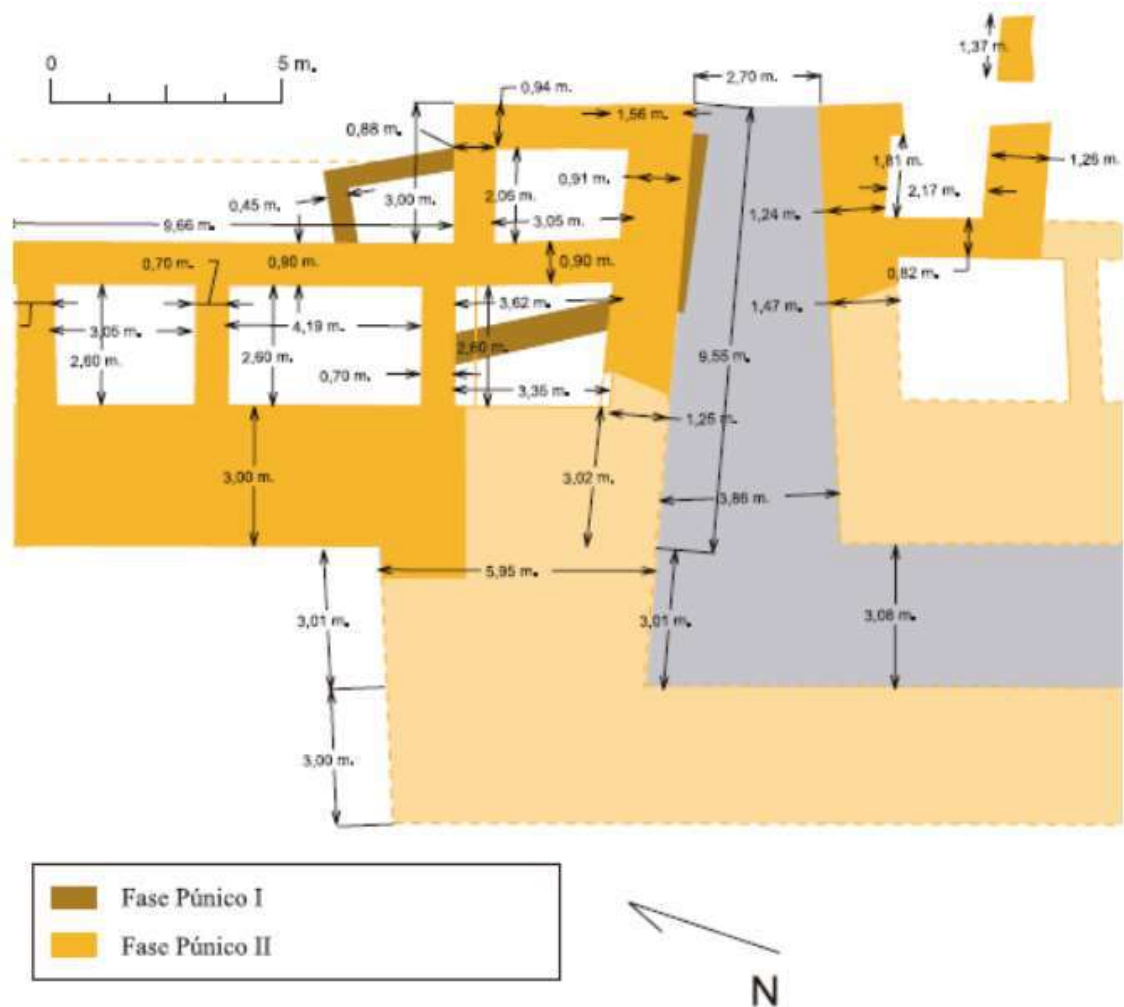 1,37 m.
0 5 m.
2,70 m.
0,94 m.
1,56 m.
0,88 m.
1,81 m.
1,26 m.
2,05 m.
0,91 m.
2,17 m.
0,45 m.
3,00 m.
3,05 m.
1,24 m.
9,66 m.
0,70 m.
0,90 m.
0,90 m.
0,82 m.
3,62 m.
1,47 m.
3,05 m.
4,19 m.
2,60 m.
2,60 m.
2,60 m.
9,55 m.
0,70 m.
3,35 m.
1,25 m.
3,00 m.
3,02 m.
3,86 m.
5,95 m.
3,01 m.
3,01 m.
3,08 m.
3,00 m.
Fase Púnico I
Fase Púnico II
N